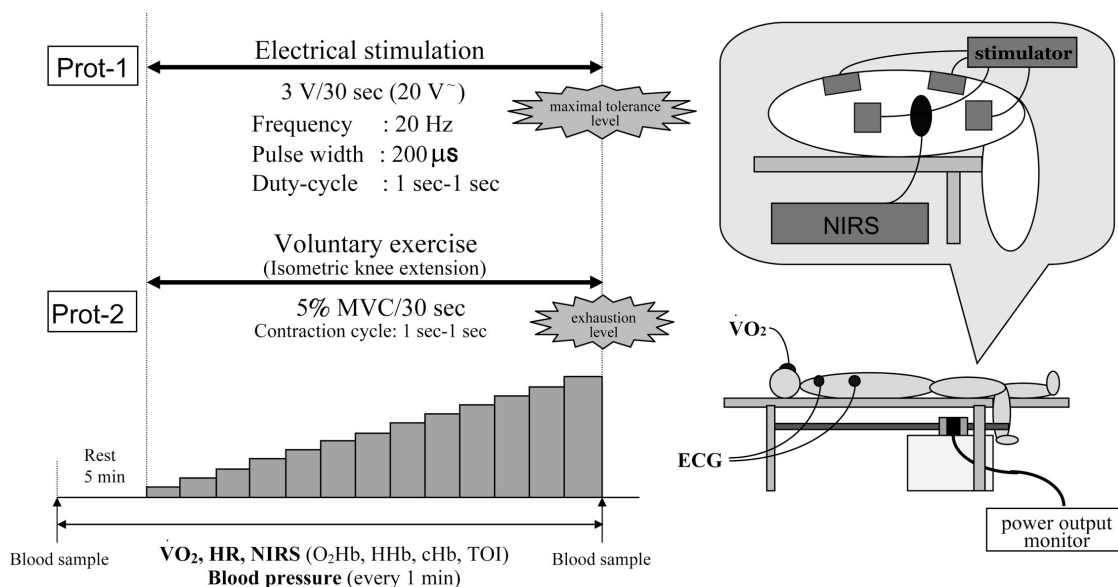 Prot-1
Electrical stimulation
3 V/30 sec (20 V~)
Frequency : 20 Hz
Pulse width : 200 μs
Duty-cycle : 1 sec-1 sec
maximal tolerance
level
Prot-2
Voluntary exercise
(Isometric knee extension)
5% MVC/30 sec
Contraction cycle: 1 sec-1 sec
exhaustion
level
Rest
5 min
Blood sample
V̇O₂, HR, NIRS (O₂Hb, HHb, cHb, TOI)
Blood pressure (every 1 min)
Blood sample
stimulator
NIRS
V̇O₂
ECG
power output
monitor